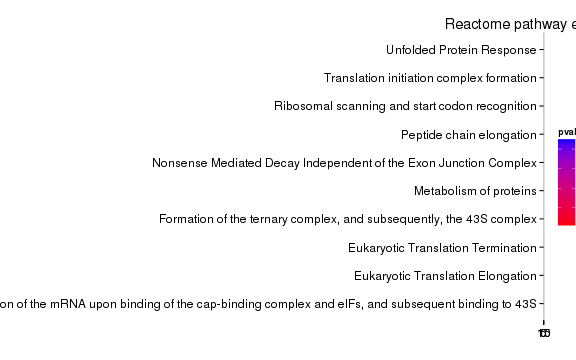 Reactome pathway e
Unfolded Protein Response
Translation initiation complex formation
Ribosomal scanning and start codon recognition
Peptide chain elongation
pval
Nonsense Mediated Decay Independent of the Exon Junction Complex
Metabolism of proteins
Formation of the ternary complex, and subsequently, the 43S complex
Eukaryotic Translation Termination
Eukaryotic Translation Elongation
on of the mRNA upon binding of the cap-binding complex and eIFs, and subsequent binding to 43S